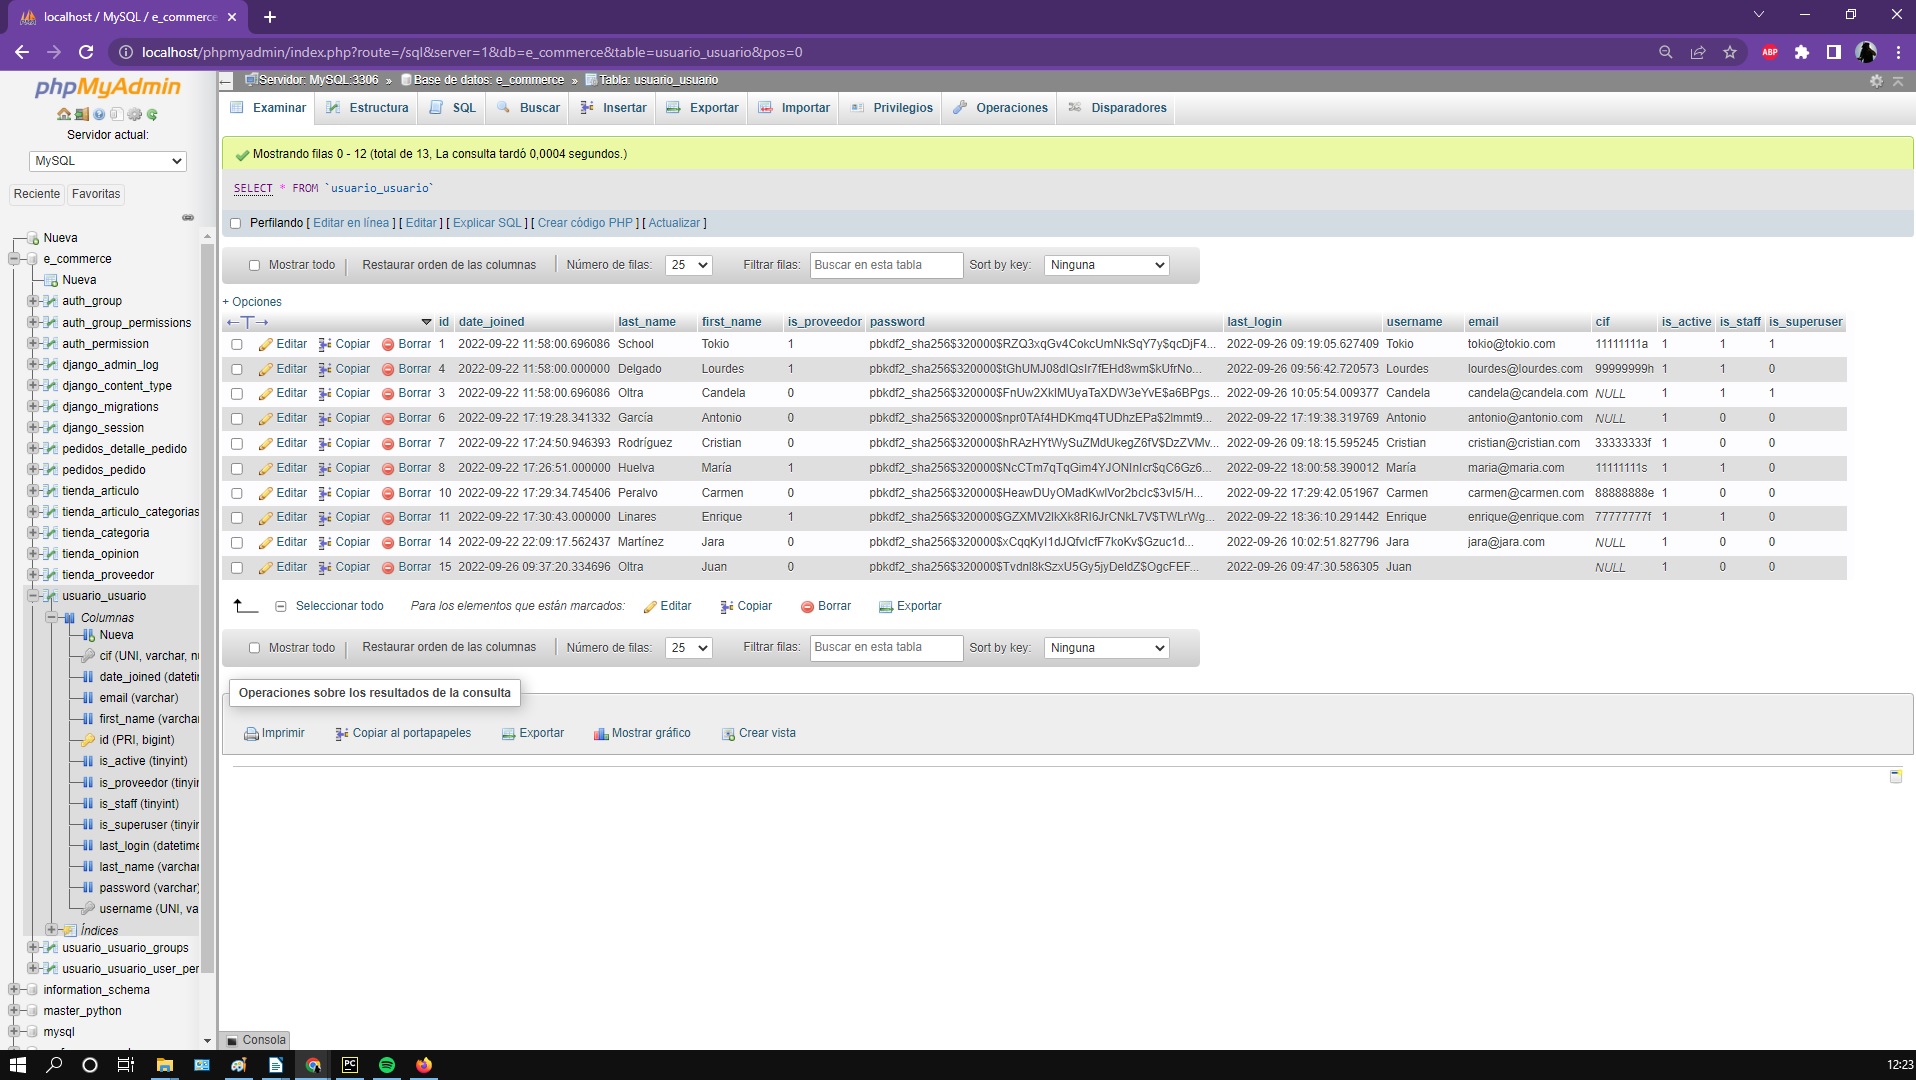 localhost / MySQL / e_commerce
localhost/phpmyadmin/index.php?route=/sql&server=1&db=e_commerce&table=usuario_usuario&pos=0
ABP
phpMyAdmin
Servidor actual:
MySQL
Reciente Favoritas
Nueva
e_commerce
Nueva
auth_group
auth_group_permissions
auth_permission
django_admin_log
django_content_type
django_migrations
django_session
pedidos_detalle_pedido
pedidos_pedido
tienda_articulo
tienda_articulo_categorias
tienda_categoria
tienda_opinion
tienda_proveedor
usuario_usuario
Columnas
Nueva
cif (UNI, varchar, nu
date_joined (datetim
email (varchar)
first_name (varchar
id (PRI, bigint)
is_active (tinyint)
is_proveedor (tinyin
is_staff (tinyint)
is_superuser (tinyin
last_login (datetime
last_name (varchar
password (varchar)
username (UNI, va
Índices
usuario_usuario_groups
usuario_usuario_user_per
information_schema
master_python
mysql
Servidor: MySQL:3306 » Base de datos: e_commerce » Tabla: usuario_usuario
Examinar Estructura SQL Buscar Insertar Exportar Importar Privilegios Operaciones Disparadores
Mostrando filas 0 - 12 (total de 13, La consulta tardó 0,0004 segundos.)
SELECT * FROM `usuario_usuario`
Perfilando [ Editar en línea ] [ Editar ] [ Explicar SQL ] [ Crear código PHP ] [ Actualizar ]
Mostrar todo Restaurar orden de las columnas Número de filas: 25 Filtrar filas: Buscar en esta tabla Sort by key: Ninguna
+ Opciones
id date_joined last_name first_name is_proveedor password last_login username email cif is_active is_staff is_superuser
Editar Copiar Borrar 1 2022-09-22 11:58:00.696086 School Tokio 1 pbkdf2_sha256$320000$RZQ3xqGv4CokcUmNkSqY7y$qcDjF4... 2022-09-26 09:19:05.627409 Tokio tokio@tokio.com 11111111a 1 1 1
Editar Copiar Borrar 4 2022-09-22 11:58:00.000000 Delgado Lourdes 1 pbkdf2_sha256$320000$tGhUMJ08dIQsIr7fEHd8wm$kUfrNo... 2022-09-26 09:56:42.720573 Lourdes lourdes@lourdes.com 99999999h 1 1 0
Editar Copiar Borrar 3 2022-09-22 11:58:00.696086 Oltra Candela 0 pbkdf2_sha256$320000$FnUw2XklMUyaTaXDW3eYvE$a6BPgs... 2022-09-26 10:05:54.009377 Candela candela@candela.com NULL 1 1 1
Editar Copiar Borrar 6 2022-09-22 17:19:28.341332 García Antonio 0 pbkdf2_sha256$320000$npr0TAf4HDKmq4TUDhzEPa$2lmmt9... 2022-09-22 17:19:38.319769 Antonio antonio@antonio.com NULL 1 0 0
Editar Copiar Borrar 7 2022-09-22 17:24:50.946393 Rodríguez Cristian 0 pbkdf2_sha256$320000$hRAzHYtWySuZMdUkegZ6fV$DzZVMv... 2022-09-26 09:18:15.595245 Cristian cristian@cristian.com 33333333f 1 0 0
Editar Copiar Borrar 8 2022-09-22 17:26:51.000000 Huelva María 1 pbkdf2_sha256$320000$NcCTm7qTqGim4YJONInIcr$qC6Gz6... 2022-09-22 18:00:58.390012 María maria@maria.com 11111111s 1 1 0
Editar Copiar Borrar 10 2022-09-22 17:29:34.745406 Peralvo Carmen 0 pbkdf2_sha256$320000$HeawDUyOMadKwlVor2bcIc$3vI5/H... 2022-09-22 17:29:42.051967 Carmen carmen@carmen.com 88888888e 1 0 0
Editar Copiar Borrar 11 2022-09-22 17:30:43.000000 Linares Enrique 1 pbkdf2_sha256$320000$GZXMV2lkXk8RI6JrCNkL7V$TWLrWg... 2022-09-22 18:36:10.291442 Enrique enrique@enrique.com 77777777f 1 1 0
Editar Copiar Borrar 14 2022-09-22 22:09:17.562437 Martínez Jara 0 pbkdf2_sha256$320000$xCqqKyI1dJQfvIcfF7koKv$Gzuc1d... 2022-09-26 10:02:51.827796 Jara jara@jara.com NULL 1 0 0
Editar Copiar Borrar 15 2022-09-26 09:37:20.334696 Oltra Juan 0 pbkdf2_sha256$320000$Tvdnl8kSzxU5Gy5jyDeldZ$OgcFEF... 2022-09-26 09:47:30.586305 Juan NULL 1 0 0
Seleccionar todo Para los elementos que están marcados: Editar Copiar Borrar Exportar
Mostrar todo Restaurar orden de las columnas Número de filas: 25 Filtrar filas: Buscar en esta tabla Sort by key: Ninguna
Operaciones sobre los resultados de la consulta
Imprimir Copiar al portapapeles Exportar Mostrar gráfico Crear vista
Consola
PC
12:23